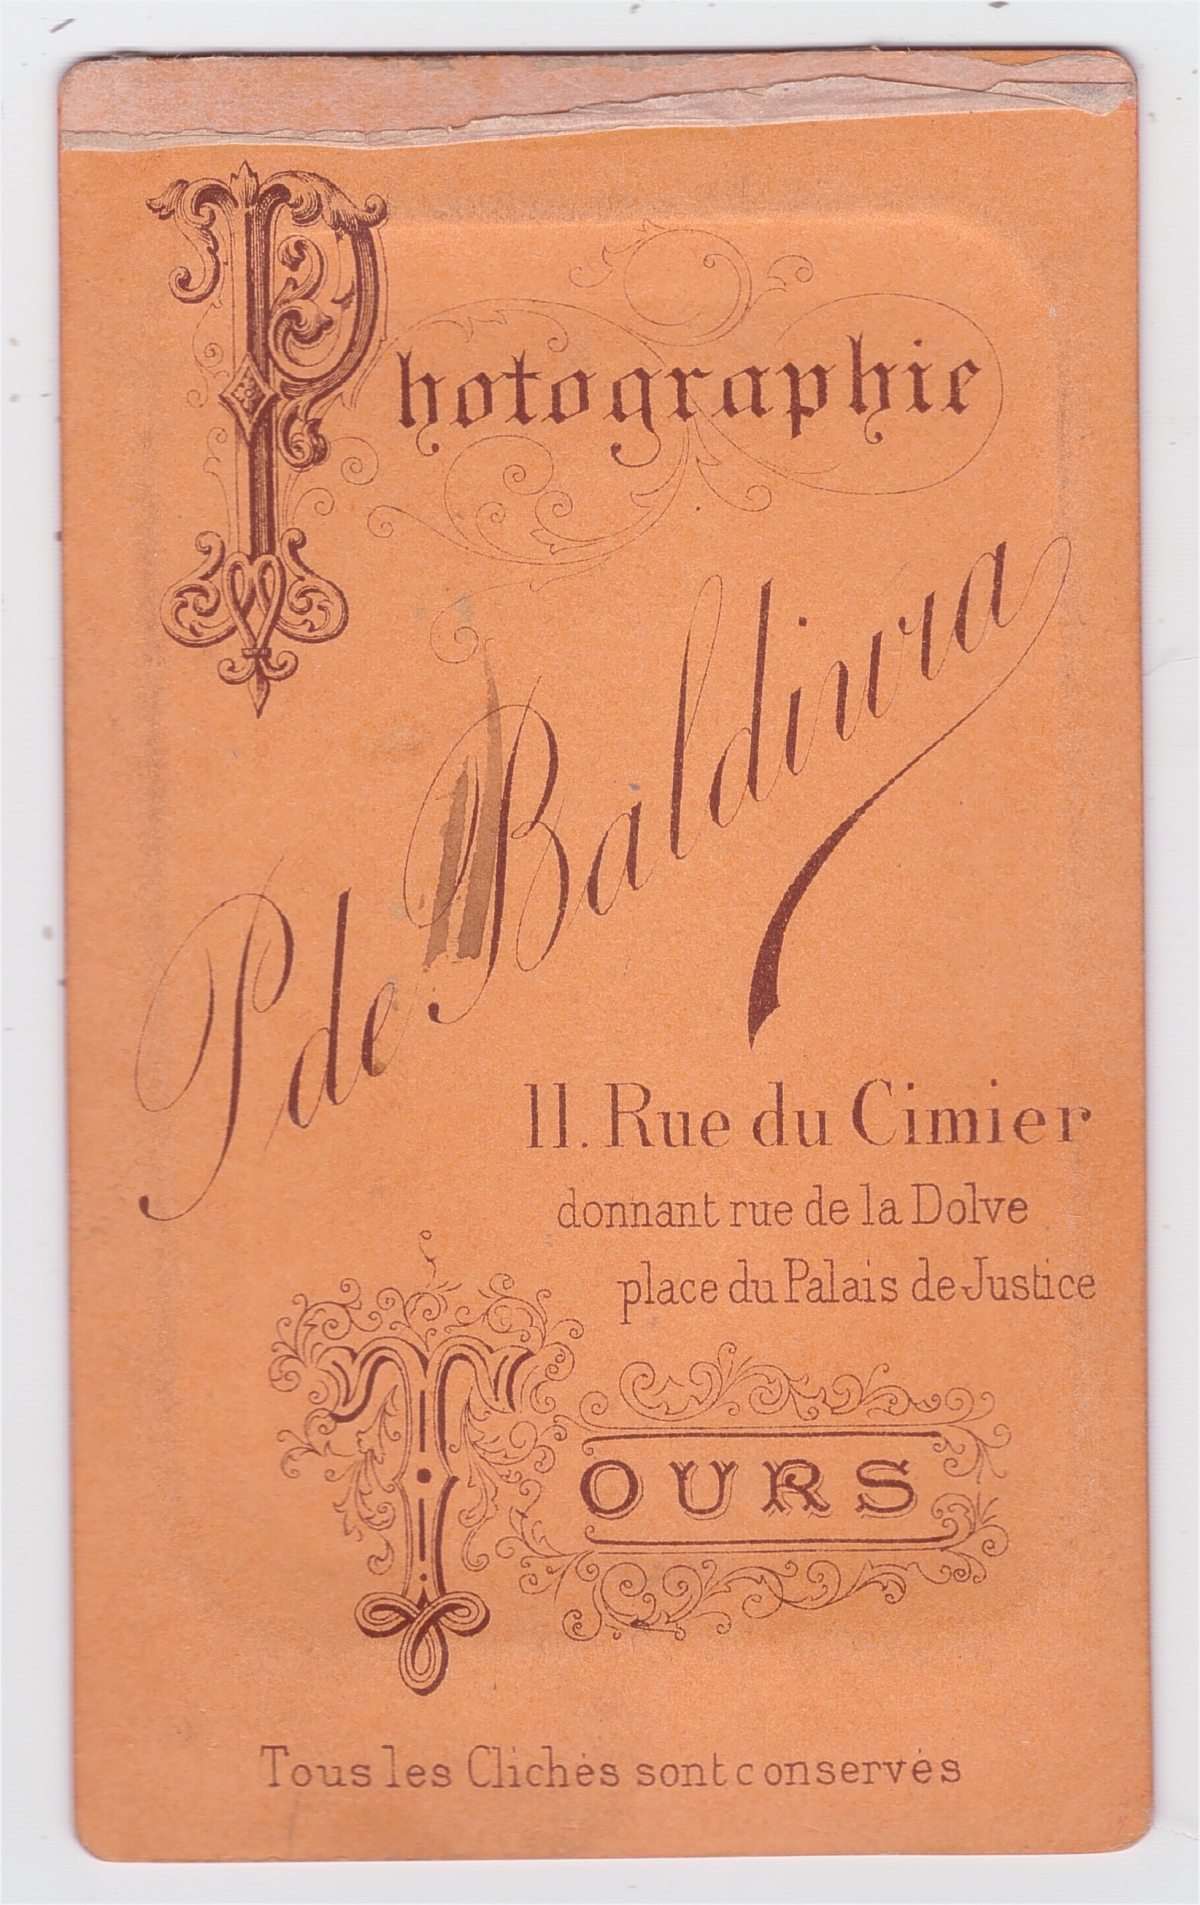 Photographie
P de Baldiwia
11. Rue du Cimier
donnant rue de la Dolve
place du Palais de Justice
TOURS
Tous les Clichés sont conservés